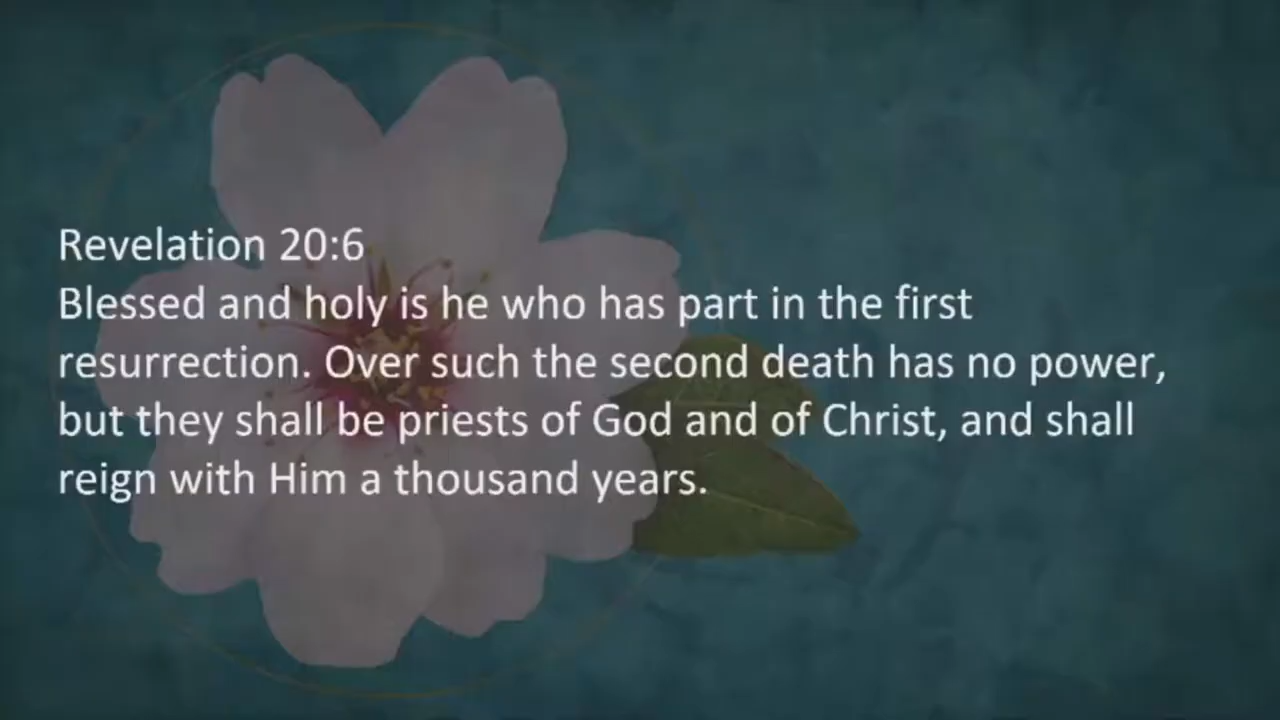 Revelation 20:6
Blessed and holy is he who has part in the first
resurrection. Over such the second death has no power,
but they shall be priests of God and of Christ, and shall
reign with Him a thousand years.